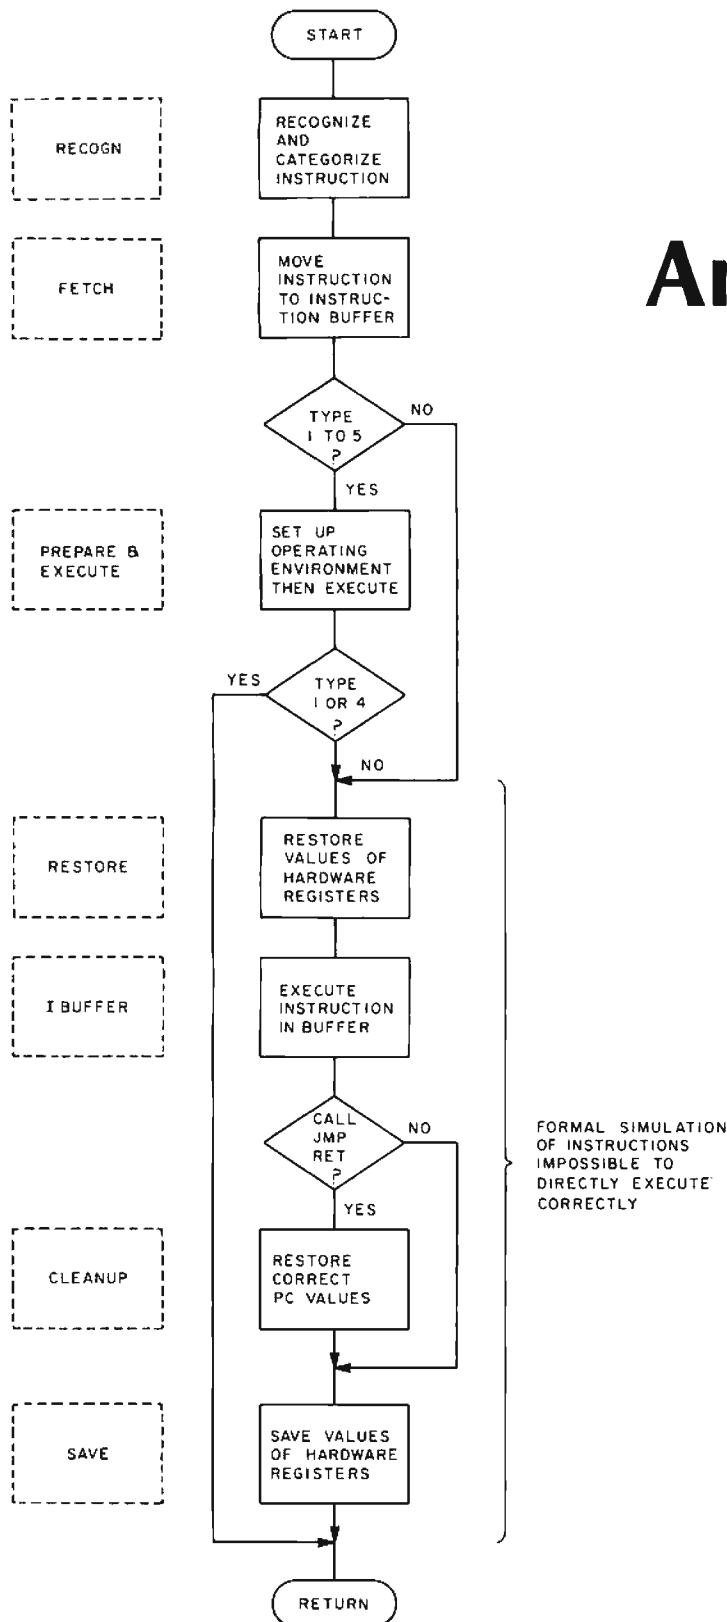 START
RECOGN
RECOGNIZE
AND
CATEGORIZE
INSTRUCTION
FETCH
MOVE
INSTRUCTION
TO INSTRUC-
TION BUFFER
TYPE
1 TO 5
?
NO
YES
PREPARE &
EXECUTE
SET UP
OPERATING
ENVIRONMENT
THEN EXECUTE
YES
TYPE
1 OR 4
?
NO
RESTORE
RESTORE
VALUES OF
HARDWARE
REGISTERS
I BUFFER
EXECUTE
INSTRUCTION
IN BUFFER
CALL
JMP
RET
?
NO
YES
FORMAL SIMULATION
OF INSTRUCTIONS
IMPOSSIBLE TO
DIRECTLY EXECUTE
CORRECTLY
CLEANUP
RESTORE
CORRECT
PC VALUES
SAVE
SAVE VALUES
OF HARDWARE
REGISTERS
RETURN